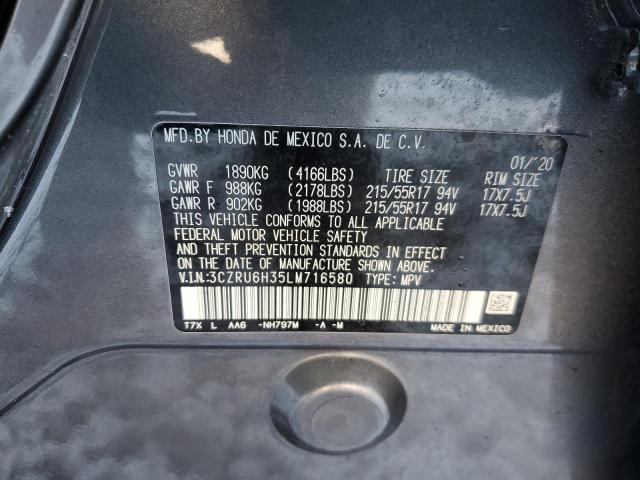 MFD.BY HONDA DE MEXICO S.A. DE C.V.
01/'20
GVWR 1890KG (4166LBS) TIRE SIZE RIM SIZE
GAWR F 988KG (2178LBS) 215/55R17 94V 17X7.5J
GAWR R 902KG (1988LBS) 215/55R17 94V 17X7.5J
THIS VEHICLE CONFORMS TO ALL APPLICABLE
FEDERAL MOTOR VEHICLE SAFETY
AND THEFT PREVENTION STANDARDS IN EFFECT
ON THE DATE OF MANUFACTURE SHOWN ABOVE.
V.I.N.:3CZRU6H35LM716580 TYPE: MPV
T7X L AA6 -NH797M -A -M MADE IN MEXICO